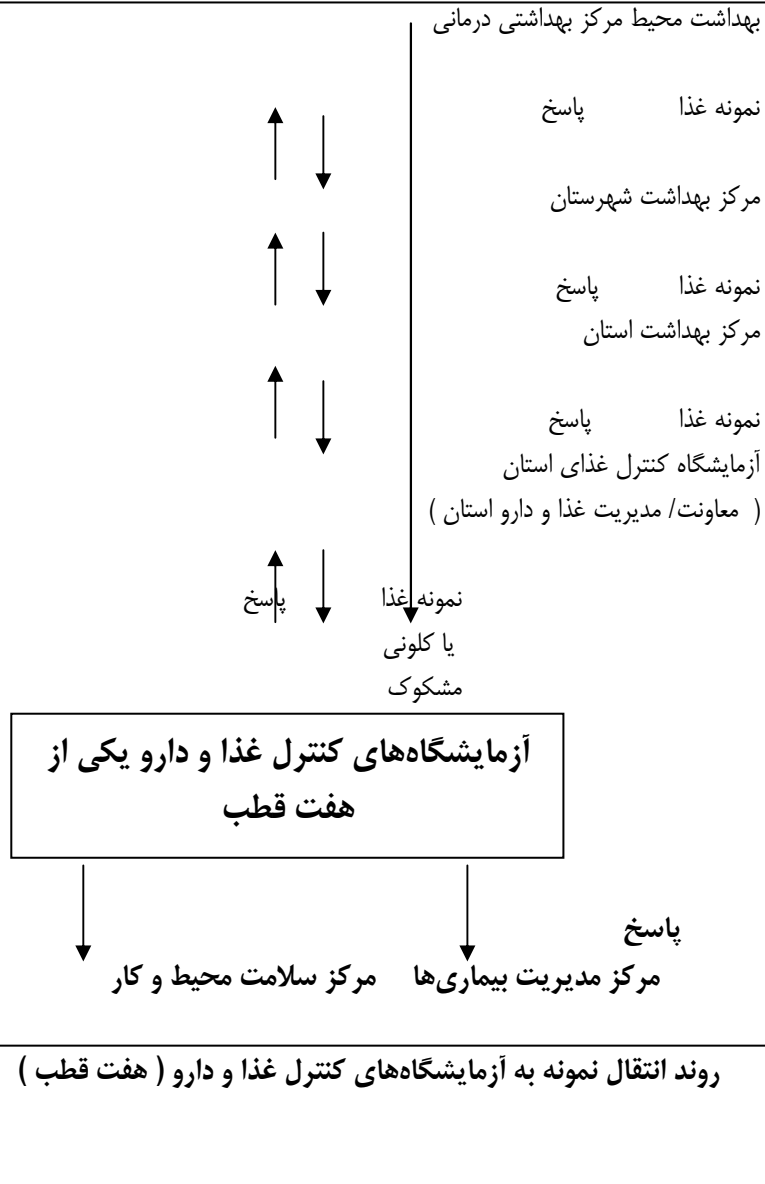 بهداشت محیط مرکز بهداشتی درمانی
نمونه غذا پاسخ
مرکز بهداشت شهرستان
نمونه غذا پاسخ
مرکز بهداشت استان
نمونه غذا پاسخ
آزمایشگاه کنترل غذای استان
( معاونت/ مدیریت غذا و دارو استان )
نمونه غذا پاسخ
یا کلونی
مشکوک
آزمایشگاه‌های کنترل غذا و دارو یکی از
هفت قطب
پاسخ
مرکز مدیریت بیماری‌ها مرکز سلامت محیط و کار
روند انتقال نمونه به آزمایشگاه‌های کنترل غذا و دارو ( هفت قطب )